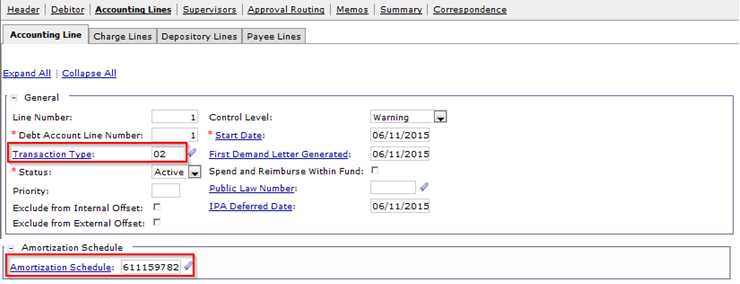 Header | Debitor | Accounting Lines | Supervisors | Approval Routing | Memos | Summary | Correspondence
Accounting Line Charge Lines Depository Lines Payee Lines
Expand All | Collapse All
General
Line Number: 1 Control Level: Warning
* Debt Account Line Number: 1 * Start Date: 06/11/2015
Transaction Type: 02 First Demand Letter Generated: 06/11/2015
* Status: Active Spend and Reimburse Within Fund:
Priority: Public Law Number:
Exclude from Internal Offset: IPA Deferred Date: 06/11/2015
Exclude from External Offset:
Amortization Schedule
Amortization Schedule: 611159782